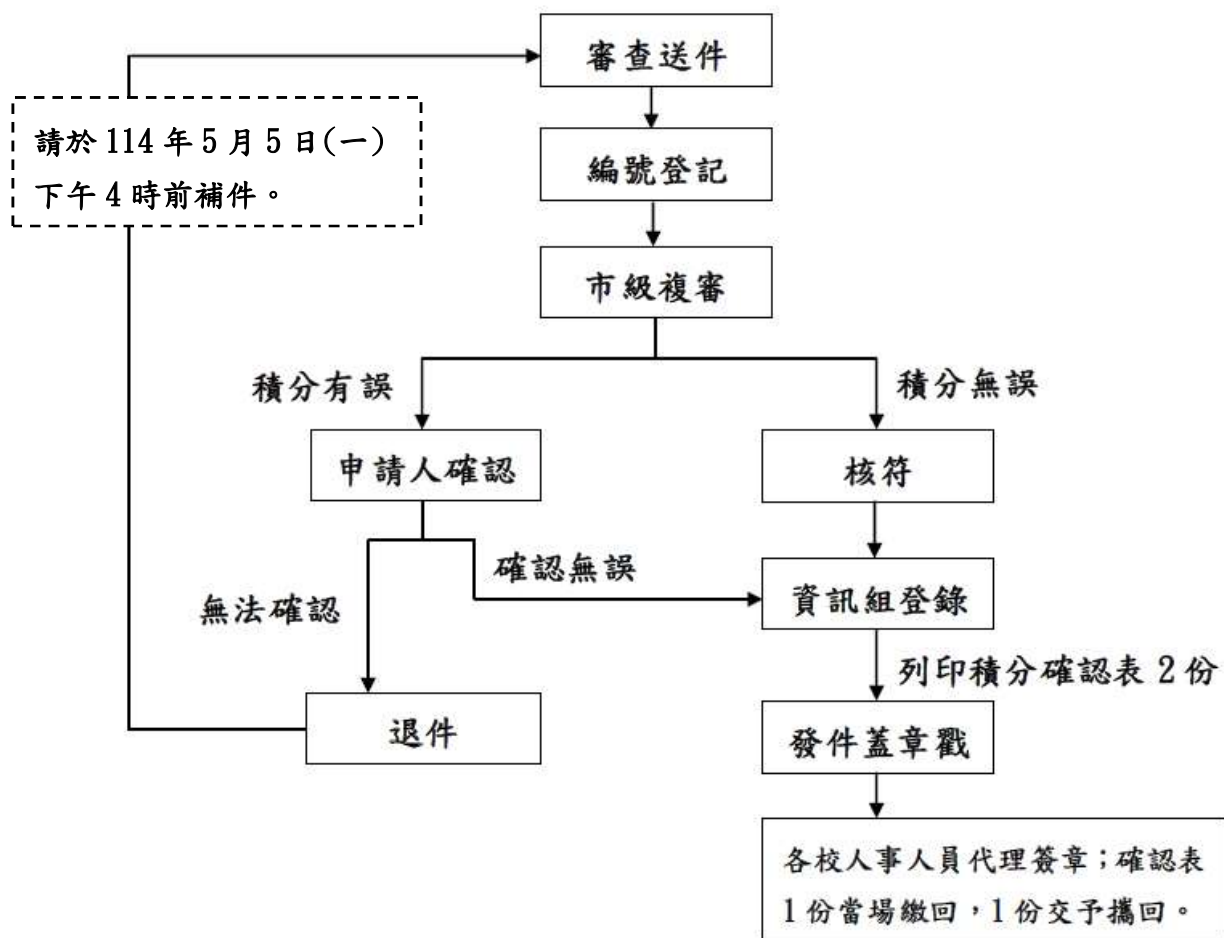 審查送件
請於 114 年 5 月 5 日(一)
下午 4 時前補件。
編號登記
市級複審
積分有誤
積分無誤
申請人確認
核符
確認無誤
無法確認
資訊組登錄
列印積分確認表 2 份
退件
發件蓋章戳
各校人事人員代理簽章;確認表
1 份當場繳回,1 份交予攜回。